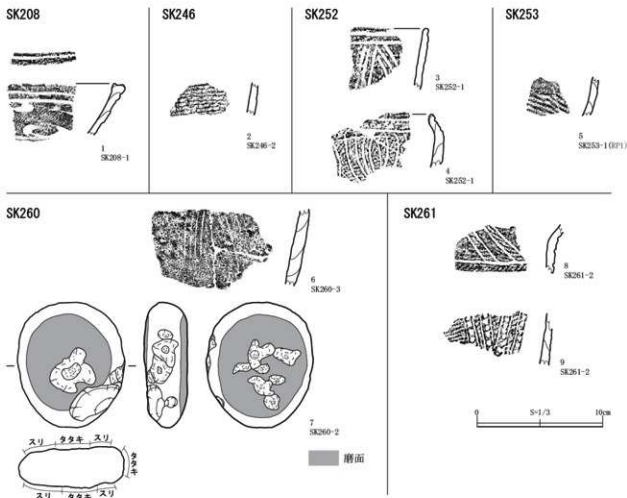 SK208
SK246
SK252
SK253
1
SK208-1
2
SK246-2
3
SK252-1
4
SK252-1
5
SK253-1(RP1)
SK260
SK261
6
SK260-3
7
SK260-2
スリ タタキ スリ
タタキ
スリ タタキ スリ
磨面
8
SK261-2
9
SK261-2
0 S=1/3 10cm